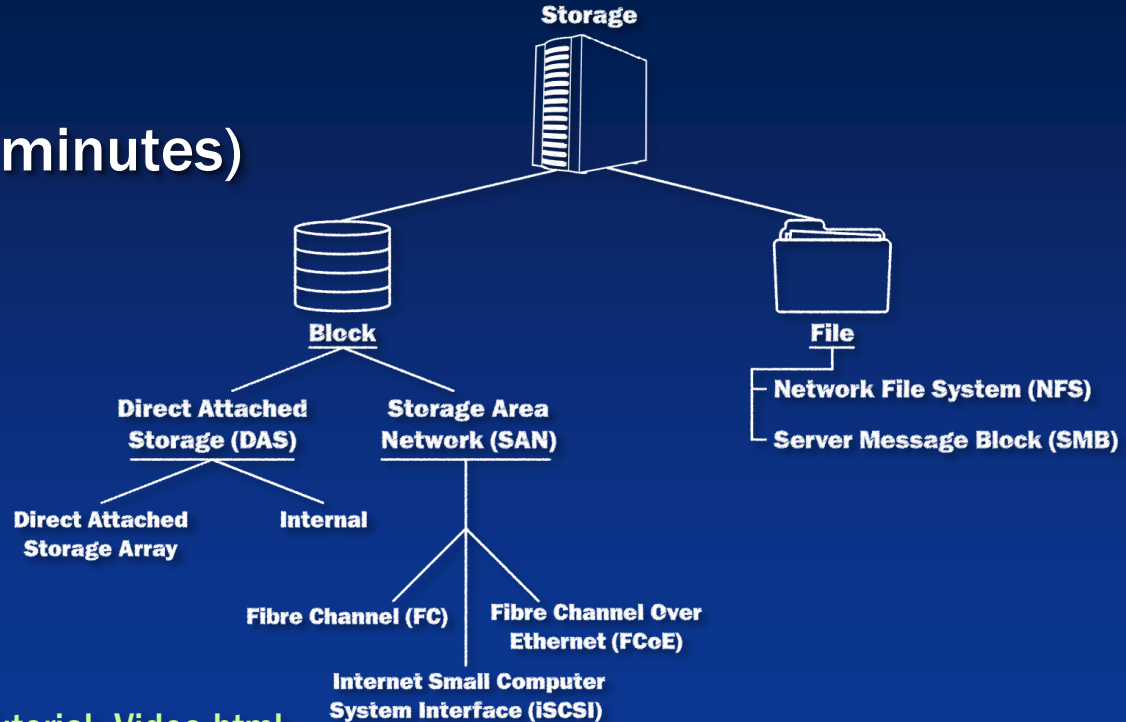 Storage
minutes)
Block
File
Direct Attached
Storage (DAS)
Storage Area
Network (SAN)
Network File System (NFS)
Server Message Block (SMB)
Direct Attached
Storage Array
Internal
Fibre Channel (FC)
Fibre Channel Over
Ethernet (FCoE)
Internet Small Computer
System Interface (iSCSI)
Video.html